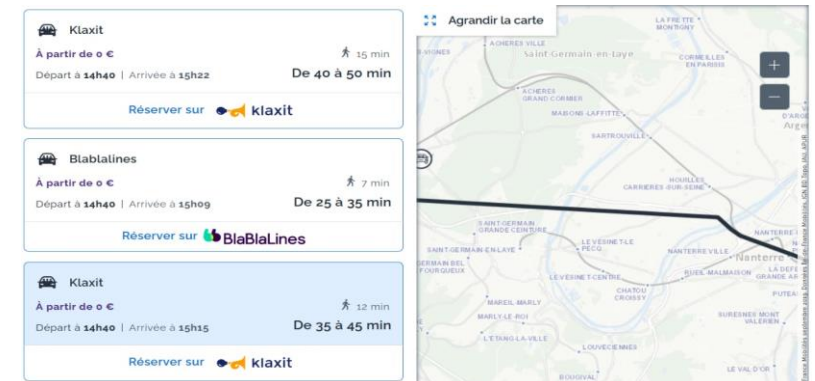 Klaxit
À partir de 0 €
15 min
Départ à 14h40 | Arrivée à 15h22
De 40 à 50 min
Réserver sur klaxit
Blablalines
À partir de 0 €
7 min
Départ à 14h40 | Arrivée à 15h09
De 25 à 35 min
Réserver sur BlaBlaLines
Klaxit
À partir de 0 €
12 min
Départ à 14h40 | Arrivée à 15h15
De 35 à 45 min
Réserver sur klaxit
Agrandir la carte
LA FRETTE
MONTIGNY
ACHERES VILLE
Saint-Germain-en-Laye
CORMEILLES
EN PARISIS
+
−
ACHERES
GRAND CORMIER
MAISONS-LAFFITTE
SARTROUVILLE
HOUILLES
CARRIERES-SUR-SEINE
SAINT-GERMAIN
GRANDE CEINTURE
LE VESINET-LE
PECQ
SAINT-GERMAIN-EN-LAYE
NANTERRE VILLE
Nanterre
LE VESINET-CENTRE
RUEIL-MALMAISON
CHATOU
CROISSY
MAREIL-MARLY
MARLY-LE-ROI
SURESNES MONT
VALERIEN
L'ETANG-LA-VILLE
LOUVECIENNES
BOUGIVAL
LE VAL D'OR